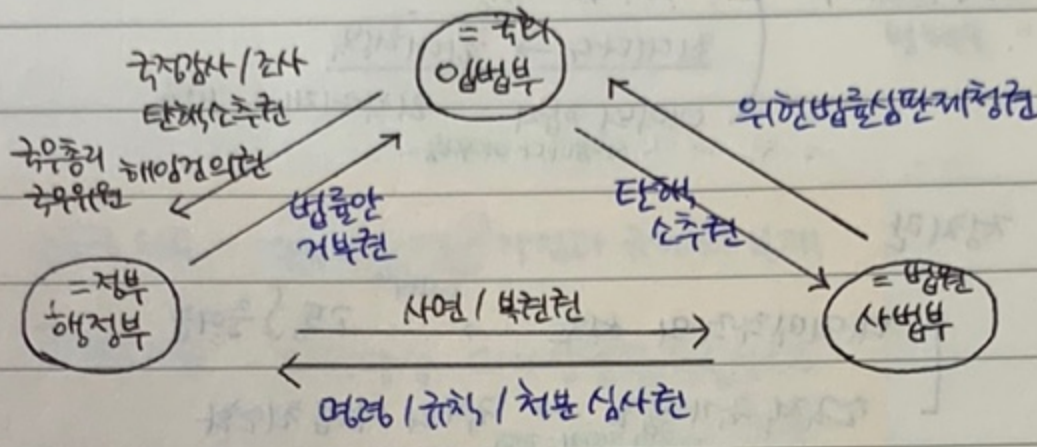 = 국회
입법부
국정감사 / 조사
탄핵소추권
국무총리 해임건의권
국무위원
법률안
거부권
위헌법률심판제청권
탄핵
소추권
= 정부
행정부
= 법원
사법부
사면 / 복권권
명령 / 규칙 / 처분 심사권